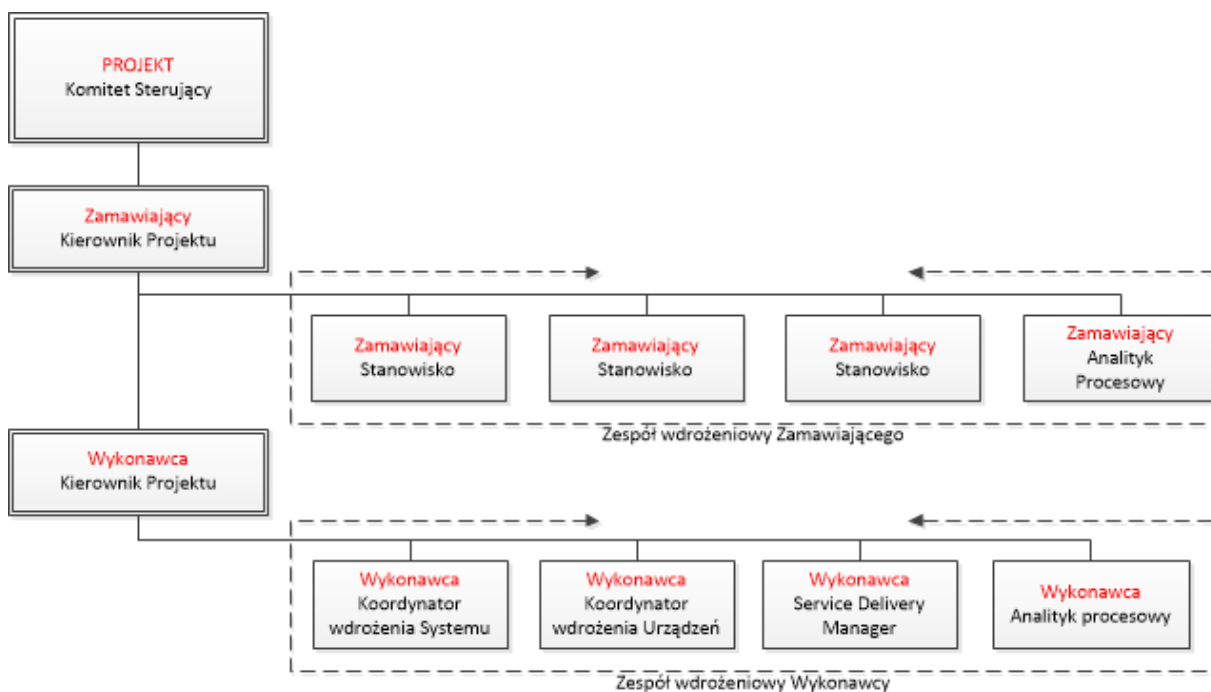 PROJEKT
Komitet Sterujący
Zamawiający
Kierownik Projektu
Zamawiający
Stanowisko
Zamawiający
Stanowisko
Zamawiający
Stanowisko
Zamawiający
Analityk
Procesowy
Zespół wdrożeniowy Zamawiającego
Wykonawca
Kierownik Projektu
Wykonawca
Koordynator
wdrożenia Systemu
Wykonawca
Koordynator
wdrożenia Urządzeń
Wykonawca
Service Delivery
Manager
Wykonawca
Analityk procesowy
Zespół wdrożeniowy Wykonawcy